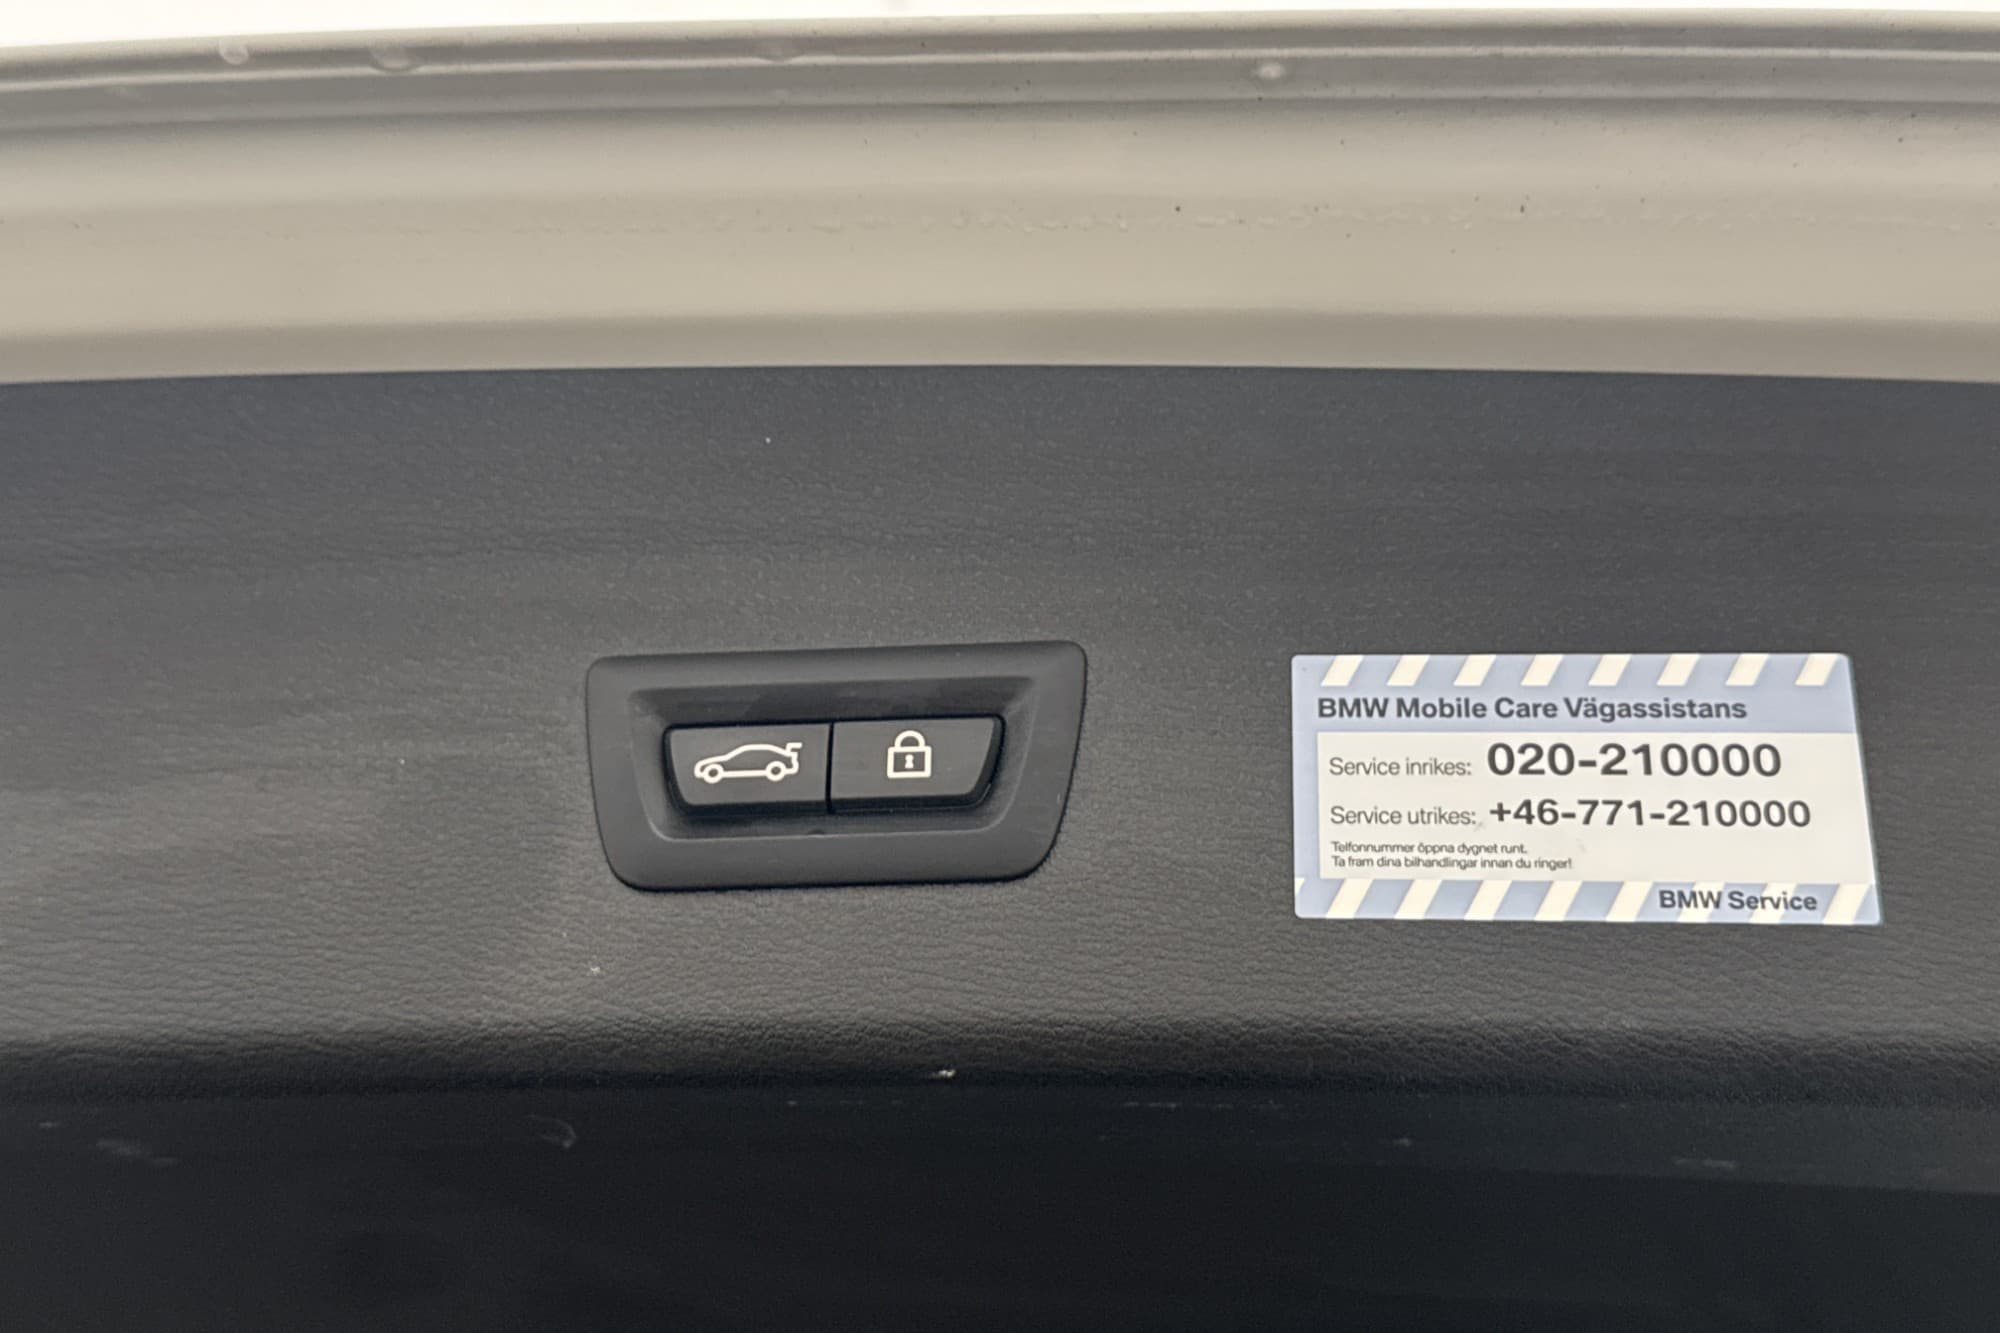 BMW Mobile Care Vägassistans
Service inrikes: 020-210000
Service utrikes: +46-771-210000
Telfonnummer öppna dygnet runt.
Ta fram dina bilhandlingar innan du ringer!
BMW Service